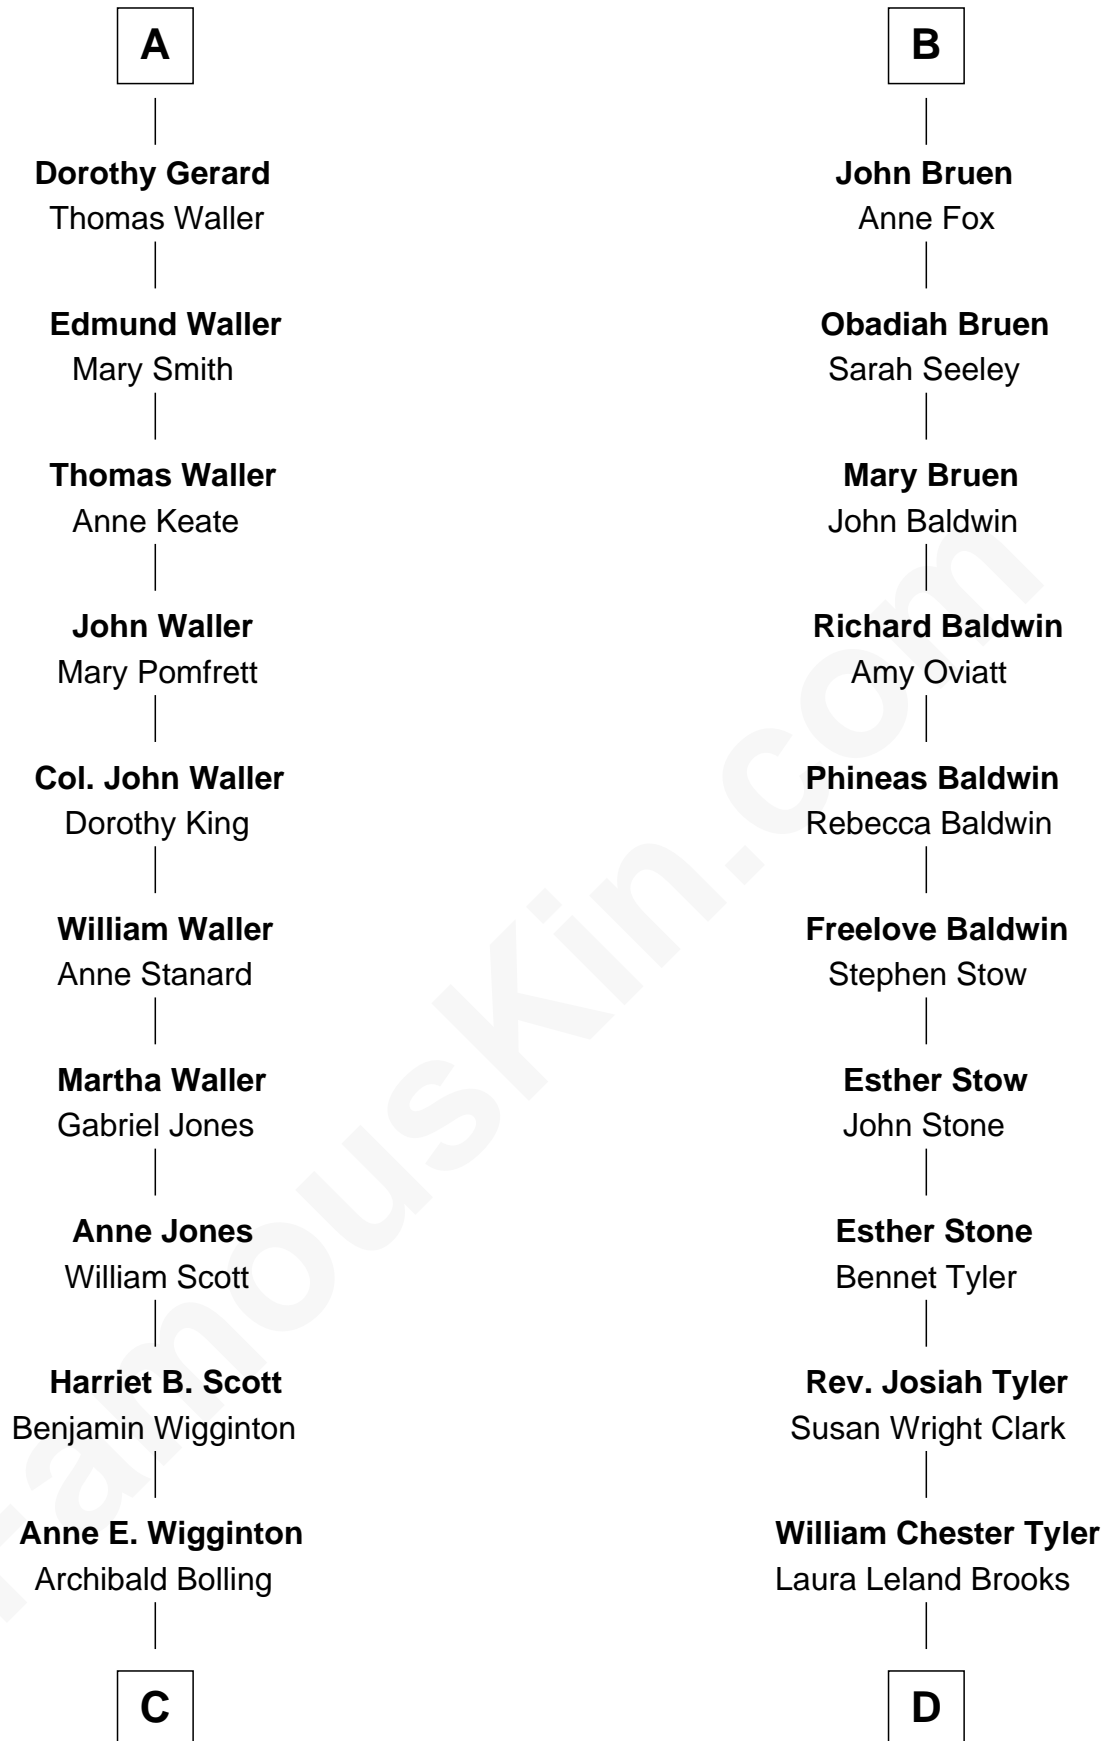 A
Dorothy Gerard
Thomas Waller
Edmund Waller
Mary Smith
Thomas Waller
Anne Keate
John Waller
Mary Pomfrett
Col. John Waller
Dorothy King
William Waller
Anne Stanard
Martha Waller
Gabriel Jones
Anne Jones
William Scott
Harriet B. Scott
Benjamin Wigginton
Anne E. Wigginton
Archibald Bolling
C
B
John Bruen
Anne Fox
Obadiah Bruen
Sarah Seeley
Mary Bruen
John Baldwin
Richard Baldwin
Amy Oviatt
Phineas Baldwin
Rebecca Baldwin
Freelove Baldwin
Stephen Stow
Esther Stow
John Stone
Esther Stone
Bennet Tyler
Rev. Josiah Tyler
Susan Wright Clark
William Chester Tyler
Laura Leland Brooks
D
FamousKin.com